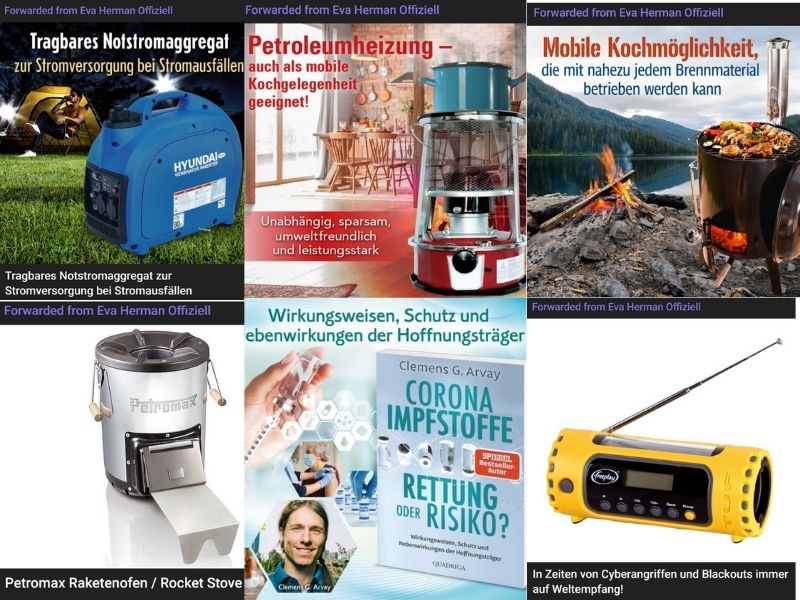 Forwarded from Eva Herman Offiziell
Tragbares Notstromaggregat
zur Stromversorgung bei Stromausfällen
HYUNDAI
GENERATOR INVERTER
Tragbares Notstromaggregat zur
Stromversorgung bei Stromausfällen
Forwarded from Eva Herman Offiziell
Petroleumheizung –
auch als mobile
Kochgelegenheit
geeignet!
Unabhängig, sparsam,
umweltfreundlich
und leistungsstark
Forwarded from Eva Herman Offiziell
Mobile Kochmöglichkeit,
die mit nahezu jedem Brennmaterial
betrieben werden kann
Forwarded from Eva Herman Offiziell
Petromax
Petromax Raketenofen / Rocket Stove
Wirkungsweisen, Schutz und
ebenwirkungen der Hoffnungsträger
Clemens G. Arvay
CORONA
IMPFSTOFFE
SPIEGEL
Bestseller-
Autor
RETTUNG
ODER RISIKO?
Wirkungsweisen, Schutz und
Nebenwirkungen der Hoffnungsträger
QUADRIGA
Clemens G. Arvay
Forwarded from Eva Herman Offiziell
freeplay
In Zeiten von Cyberangriffen und Blackouts immer
auf Weltempfang!